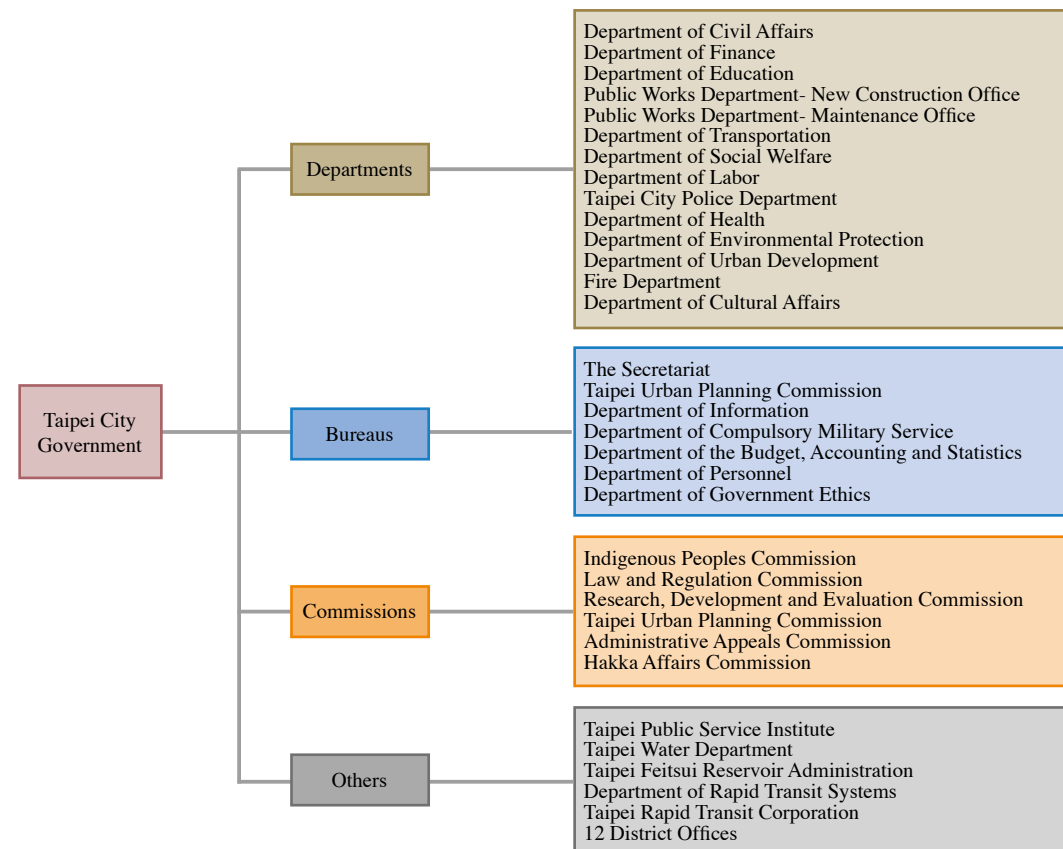 Taipei City
Government
Departments
Department of Civil Affairs
Department of Finance
Department of Education
Public Works Department- New Construction Office
Public Works Department- Maintenance Office
Department of Transportation
Department of Social Welfare
Department of Labor
Taipei City Police Department
Department of Health
Department of Environmental Protection
Department of Urban Development
Fire Department
Department of Cultural Affairs
Bureaus
The Secretariat
Taipei Urban Planning Commission
Department of Information
Department of Compulsory Military Service
Department of the Budget, Accounting and Statistics
Department of Personnel
Department of Government Ethics
Commissions
Indigenous Peoples Commission
Law and Regulation Commission
Research, Development and Evaluation Commission
Taipei Urban Planning Commission
Administrative Appeals Commission
Hakka Affairs Commission
Others
Taipei Public Service Institute
Taipei Water Department
Taipei Feitsui Reservoir Administration
Department of Rapid Transit Systems
Taipei Rapid Transit Corporation
12 District Offices